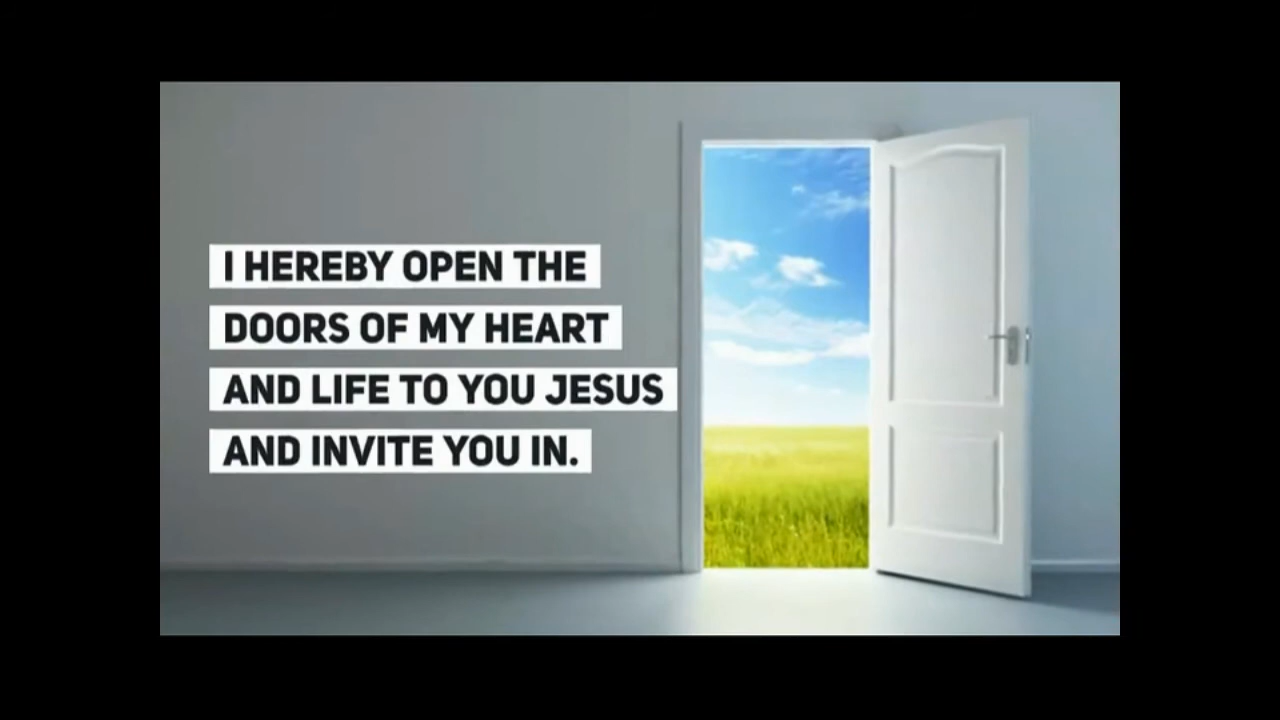 I HEREBY OPEN THE
DOORS OF MY HEART
AND LIFE TO YOU JESUS
AND INVITE YOU IN.